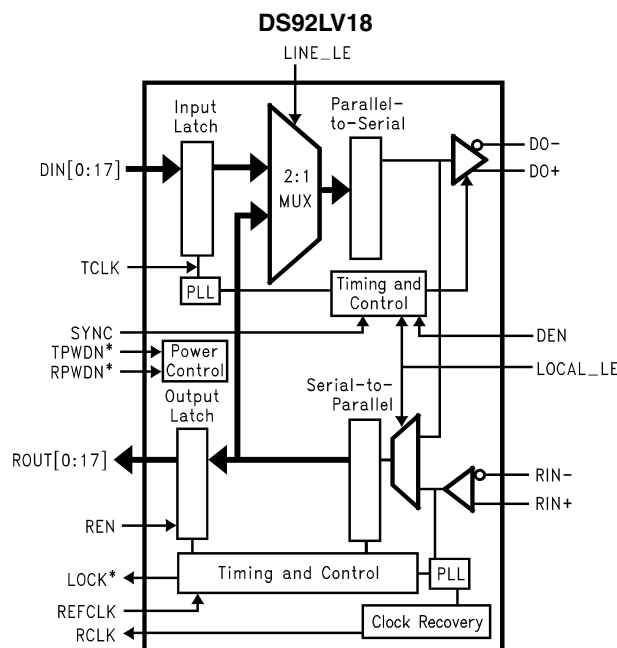 DS92LV18
LINE_LE
Input
Latch
Parallel-
to-Serial
DIN[0:17]
2:1
MUX
DO-
DO+
TCLK
PLL
Timing and
Control
SYNC
DEN
TPWDN*
RPWDN*
Power
Control
LOCAL_LE
Output
Latch
Serial-to-
Parallel
ROUT[0:17]
RIN-
RIN+
REN
LOCK*
Timing and Control
PLL
REFCLK
RCLK
Clock Recovery